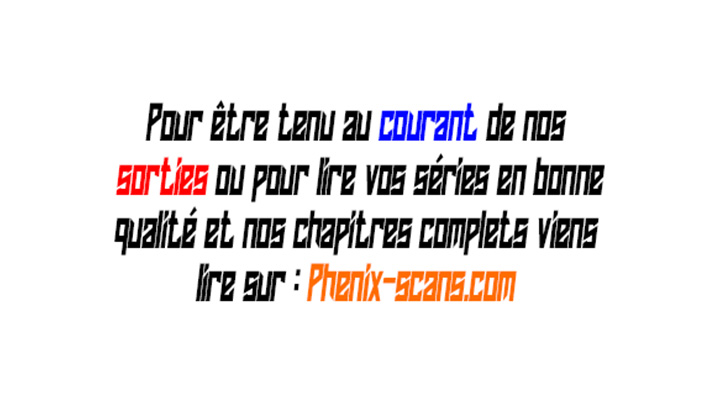 Pour être tenu au courant de nos
sorties ou pour lire vos séries en bonne
qualité et nos chapitres complets viens
lire sur : Phenix-scans.com